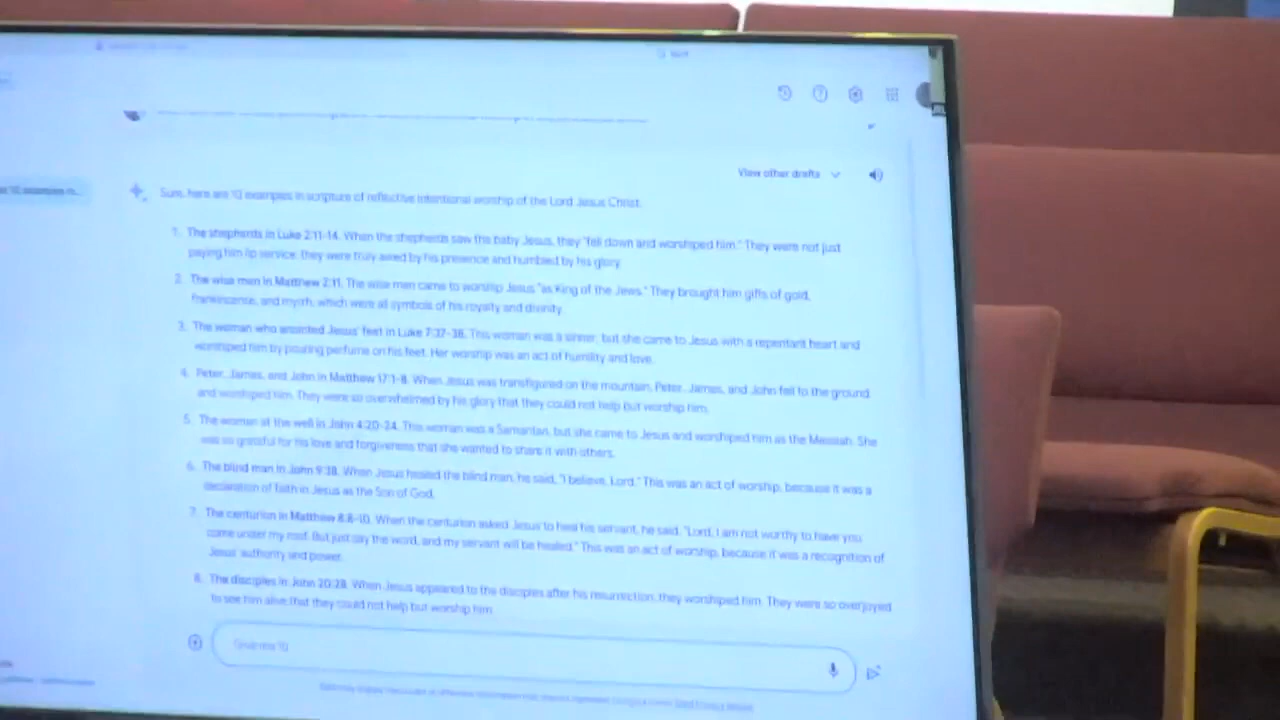 View other drafts
Sure, here are 10 examples in scripture of reflective intentional worship of the Lord Jesus Christ:
1. The shepherds in Luke 2:11-14. When the shepherds saw the baby Jesus, they "fell down and worshiped him." They were not just
paying him lip service; they were truly awed by his presence and humbled by his glory.
2. The wise men in Matthew 2:11. The wise men came to worship Jesus "as King of the Jews." They brought him gifts of gold,
frankincense, and myrrh, which were all symbols of his royalty and divinity.
3. The woman who anointed Jesus' feet in Luke 7:37-38. This woman was a sinner, but she came to Jesus with a repentant heart and
worshiped him by pouring perfume on his feet. Her worship was an act of humility and love.
4. Peter, James, and John in Matthew 17:1-8. When Jesus was transfigured on the mountain, Peter, James, and John fell to the ground
and worshiped him. They were so overwhelmed by his glory that they could not help but worship him.
5. The woman at the well in John 4:20-24. This woman was a Samaritan, but she came to Jesus and worshiped him as the Messiah. She
was so grateful for his love and forgiveness that she wanted to share it with others.
6. The blind man in John 9:38. When Jesus healed the blind man, he said, "I believe, Lord." This was an act of worship, because it was a
declaration of faith in Jesus as the Son of God.
7. The centurion in Matthew 8:8-10. When the centurion asked Jesus to heal his servant, he said, "Lord, I am not worthy to have you
come under my roof. But just say the word, and my servant will be healed." This was an act of worship, because it was a recognition of
Jesus' authority and power.
8. The disciples in John 20:28. When Jesus appeared to the disciples after his resurrection, they worshiped him. They were so overjoyed
to see him alive that they could not help but worship him.